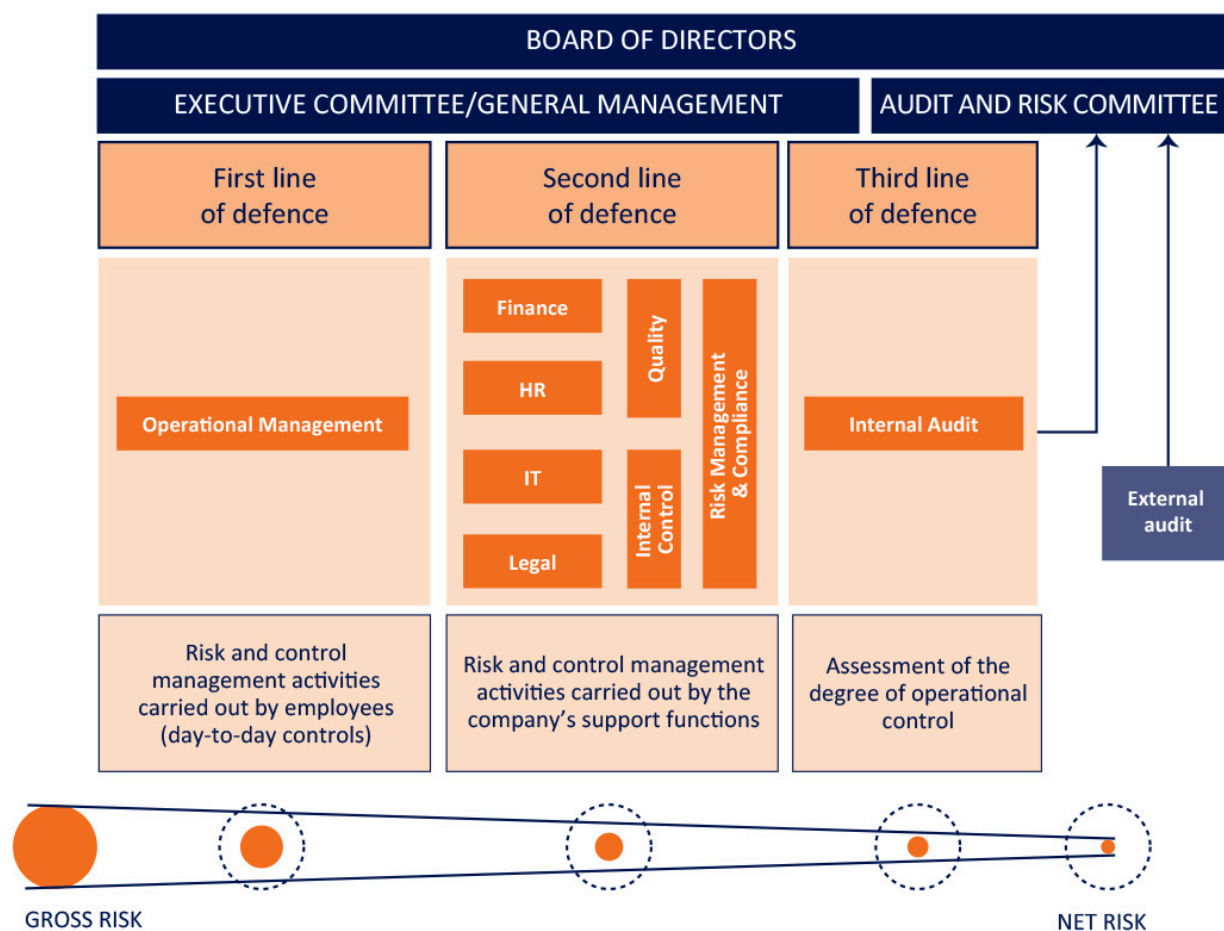 BOARD OF DIRECTORS
EXECUTIVE COMMITTEE/GENERAL MANAGEMENT
AUDIT AND RISK COMMITTEE
First line
of defence
Second line
of defence
Third line
of defence
Operational Management
Finance
HR
IT
Legal
Quality
Internal
Control
Risk Management
& Compliance
Internal Audit
External
audit
Risk and control
management activities
carried out by employees
(day-to-day controls)
Risk and control management
activities carried out by the
company’s support functions
Assessment of the
degree of operational
control
GROSS RISK
NET RISK